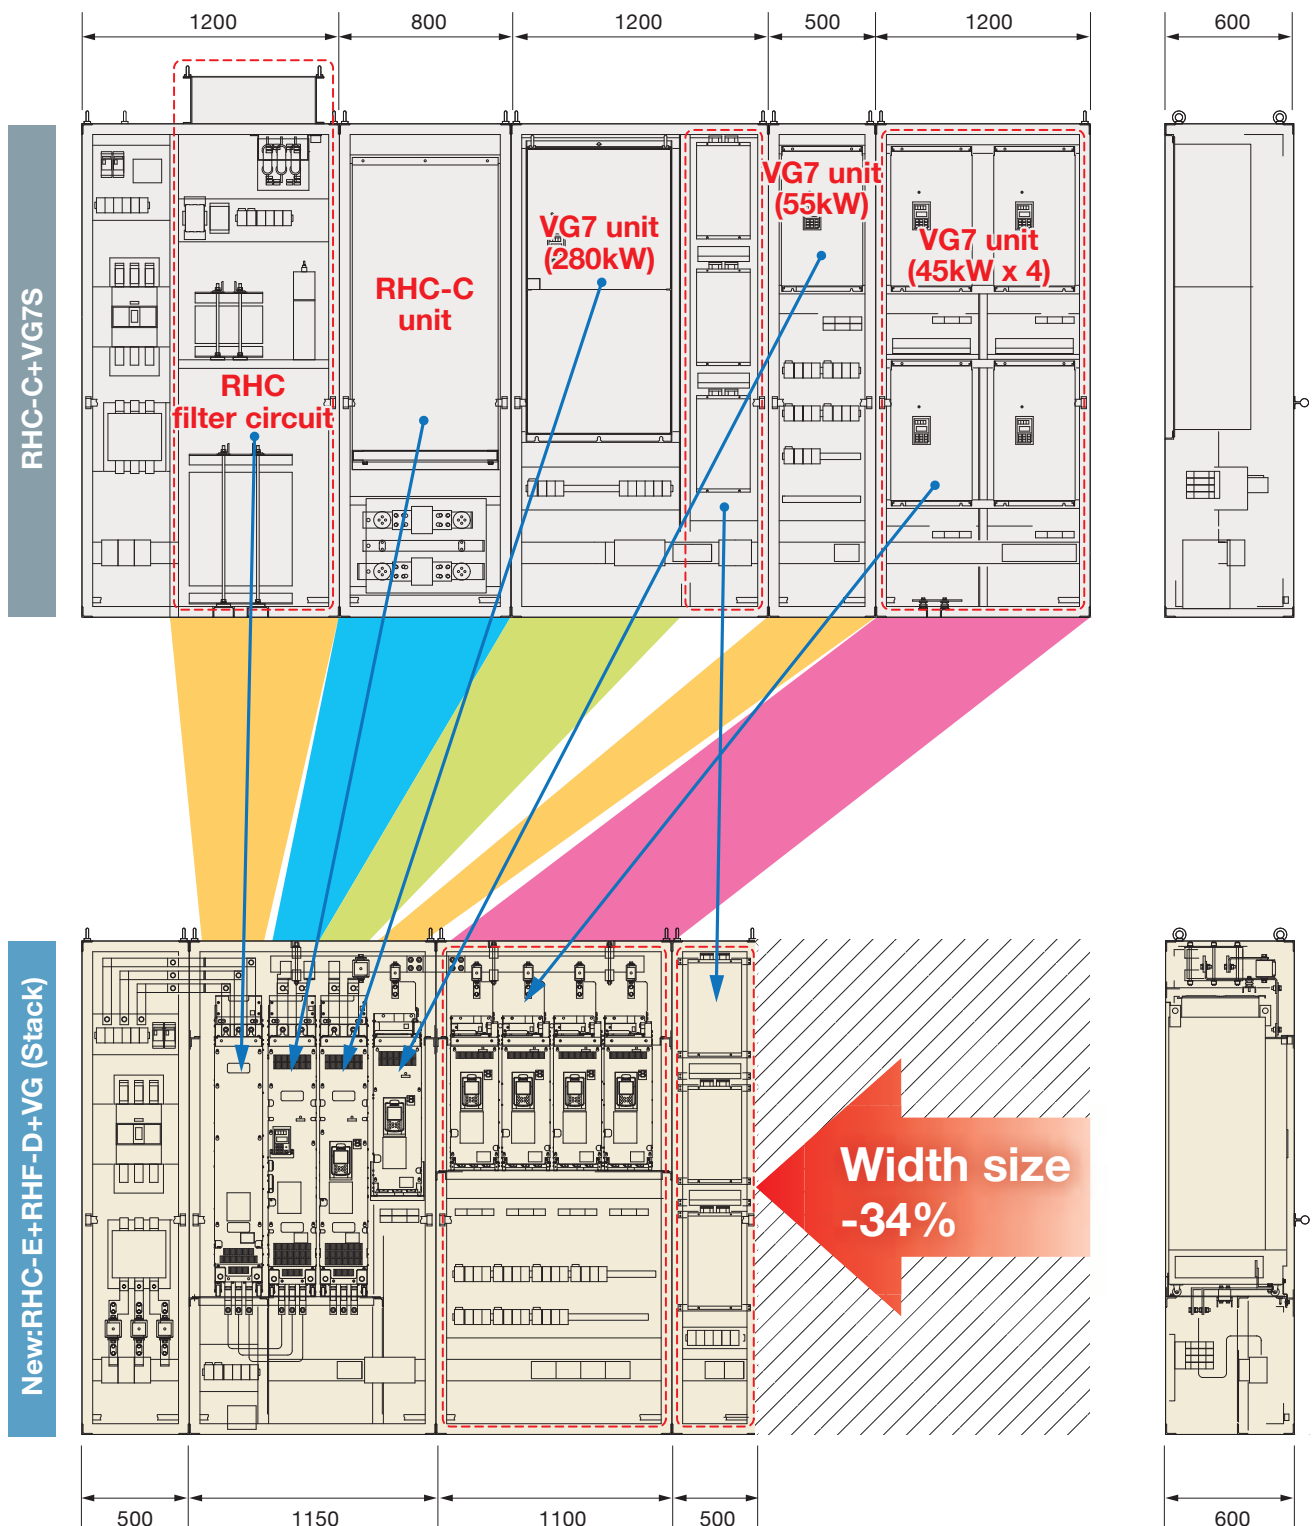 1200
800
1200
500
1200
600
RHC-C+VG7S
VG7 unit
(55kW)
VG7 unit
(280kW)
VG7 unit
(45kW x 4)
RHC-C
unit
RHC
filter circuit
New:RHC-E+RHF-D+VG (Stack)
Width size
-34%
500
1150
1100
500
600